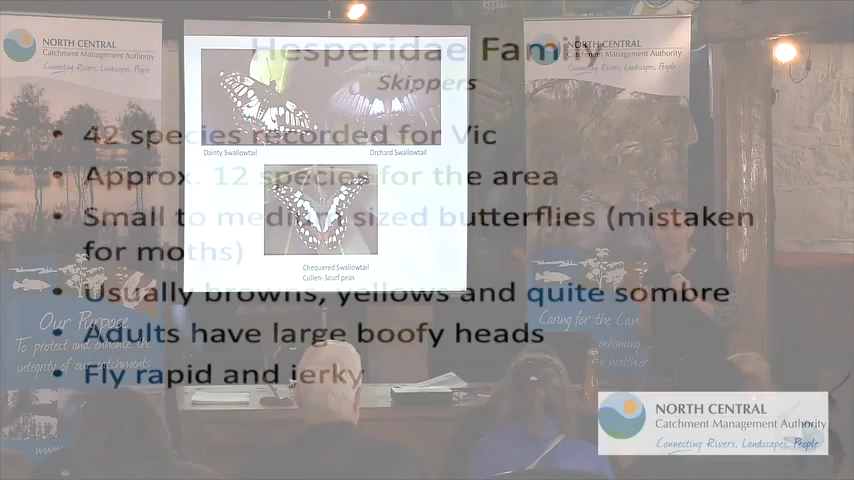 NORTH CENTRAL
Catchment Management Authority
Connecting Rivers, Landscapes, People
Hesperidae Family
Skippers
NORTH CENTRAL
Catchment Management Authority
Connecting Rivers, Landscapes, People
• 42 species recorded for Vic
Dainty Swallowtail
Orchard Swallowtail
• Approx. 12 species for the area
• Small to medium sized butterflies (mistaken
for moths)
Chequered Swallowtail
Cullen- Scurf peas
• Usually browns, yellows and quite sombre
• Adults have large boofy heads
• Fly rapid and jerky
Our Purpose
To protect and enhance the
integrity of our catchments
www
Caring for the
enhancing
NORTH CENTRAL
Catchment Management Authority
Connecting Rivers, Landscapes, People